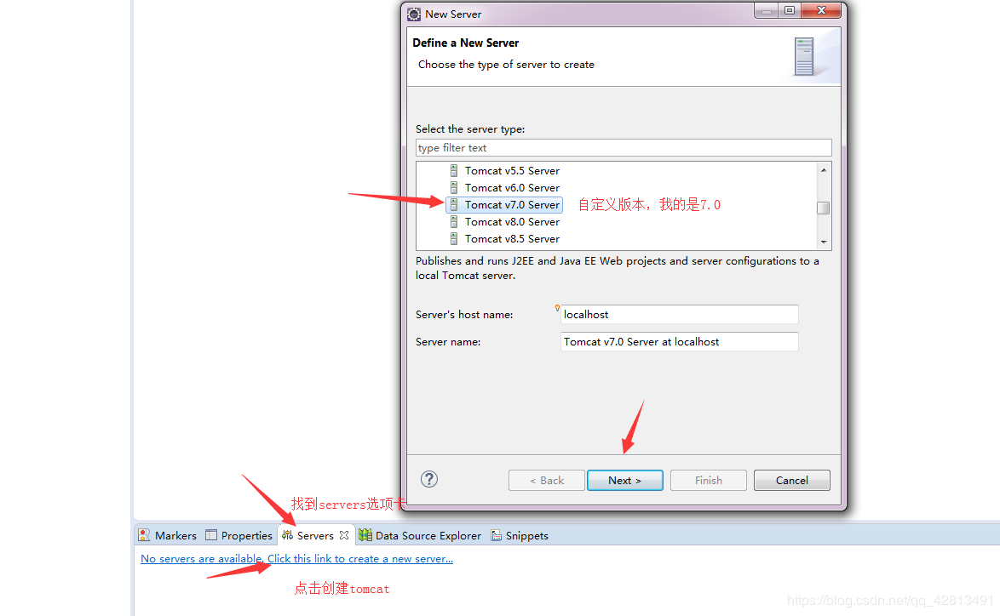 New Server
Define a New Server
Choose the type of server to create
Select the server type:
type filter text
Tomcat v5.5 Server
Tomcat v6.0 Server
Tomcat v7.0 Server 自定义版本，我的是7.0
Tomcat v8.0 Server
Tomcat v8.5 Server
Publishes and runs J2EE and Java EE Web projects and server configurations to a
local Tomcat server.
Server's host name: localhost
Server name: Tomcat v7.0 Server at localhost
? < Back Next > Finish Cancel
找到servers选项卡
Markers Properties Servers Data Source Explorer Snippets
No servers are available. Click this link to create a new server...
点击创建tomcat
https://blog.csdn.net/qq_42813491